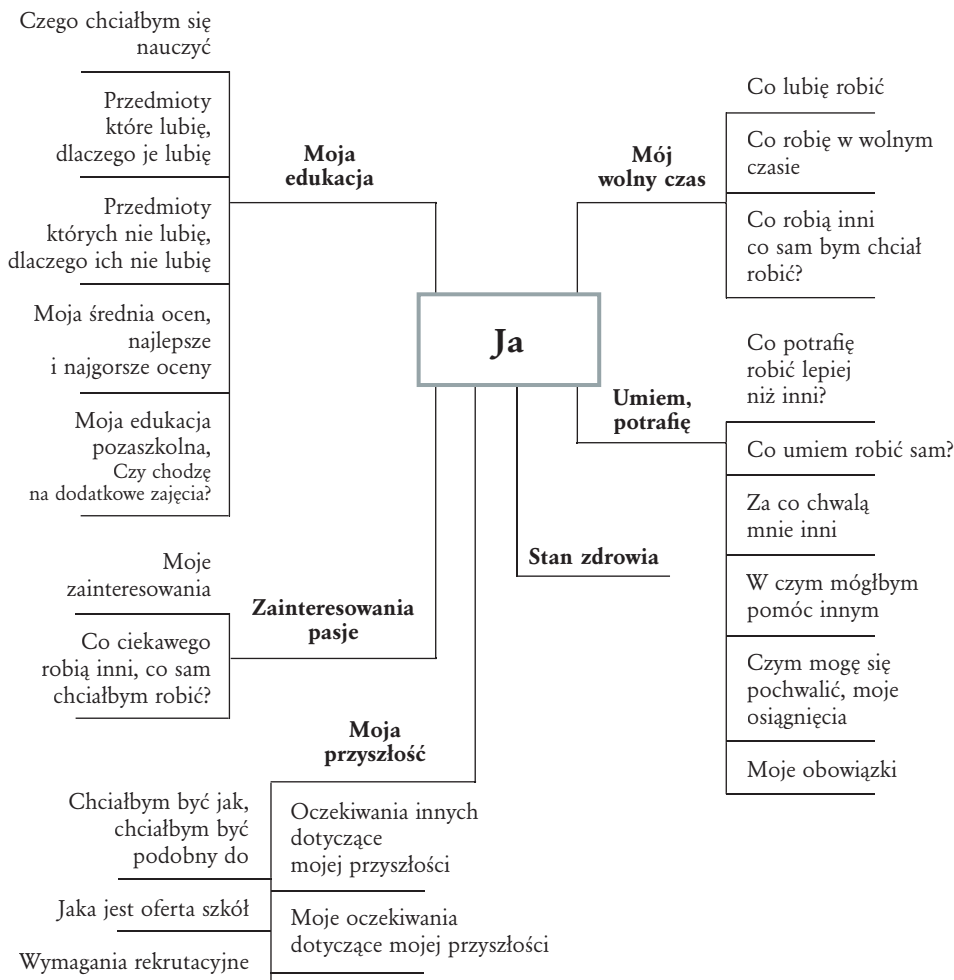 Czego chciałbym się
nauczyć
Przedmioty
które lubię,
dlaczego je lubię
Przedmioty
których nie lubię,
dlaczego ich nie lubię
Moja średnia ocen,
najlepsze
i najgorsze oceny
Moja edukacja
pozaszkolna,
Czy chodzę
na dodatkowe zajęcia?
Moja
edukacja
Mój
wolny czas
Co lubię robić
Co robię w wolnym
czasie
Co robią inni
co sam bym chciał
robić?
Ja
Umiem,
potrafię
Co potrafię
robić lepiej
niż inni?
Co umiem robić sam?
Za co chwalą
mnie inni
W czym mógłbym
pomóc innym
Czym mogę się
pochwalić, moje
osiągnięcia
Moje obowiązki
Stan zdrowia
Moje
zainteresowania
Co ciekawego
robią inni, co sam
chciałbym robić?
Zainteresowania
pasje
Moja
przyszłość
Chciałbym być jak,
chciałbym być
podobny do
Jaka jest oferta szkół
Wymagania rekrutacyjne
Oczekiwania innych
dotyczące
mojej przyszłości
Moje oczekiwania
dotyczące mojej przyszłości